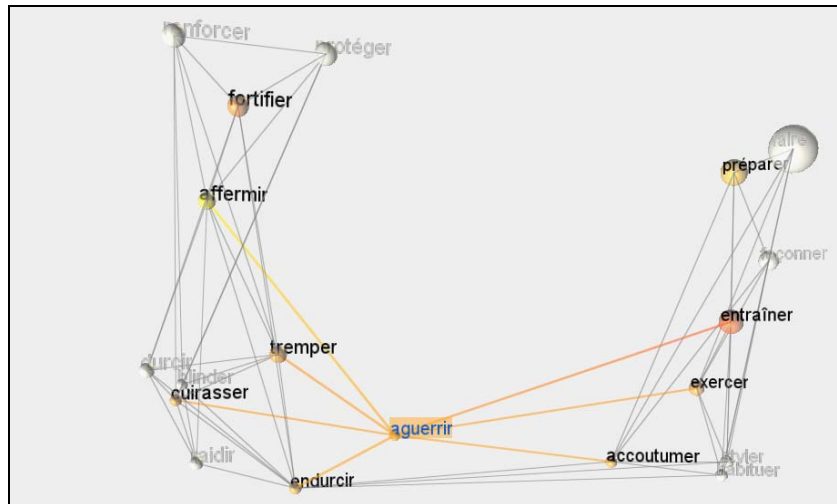 renforcer
protéger
fortifier
affermir
tremper
durcir
blinder
cuirasser
raidir
endurcir
aguerrir
faire
préparer
façonner
entraîner
exercer
accoutumer
styler
habituer